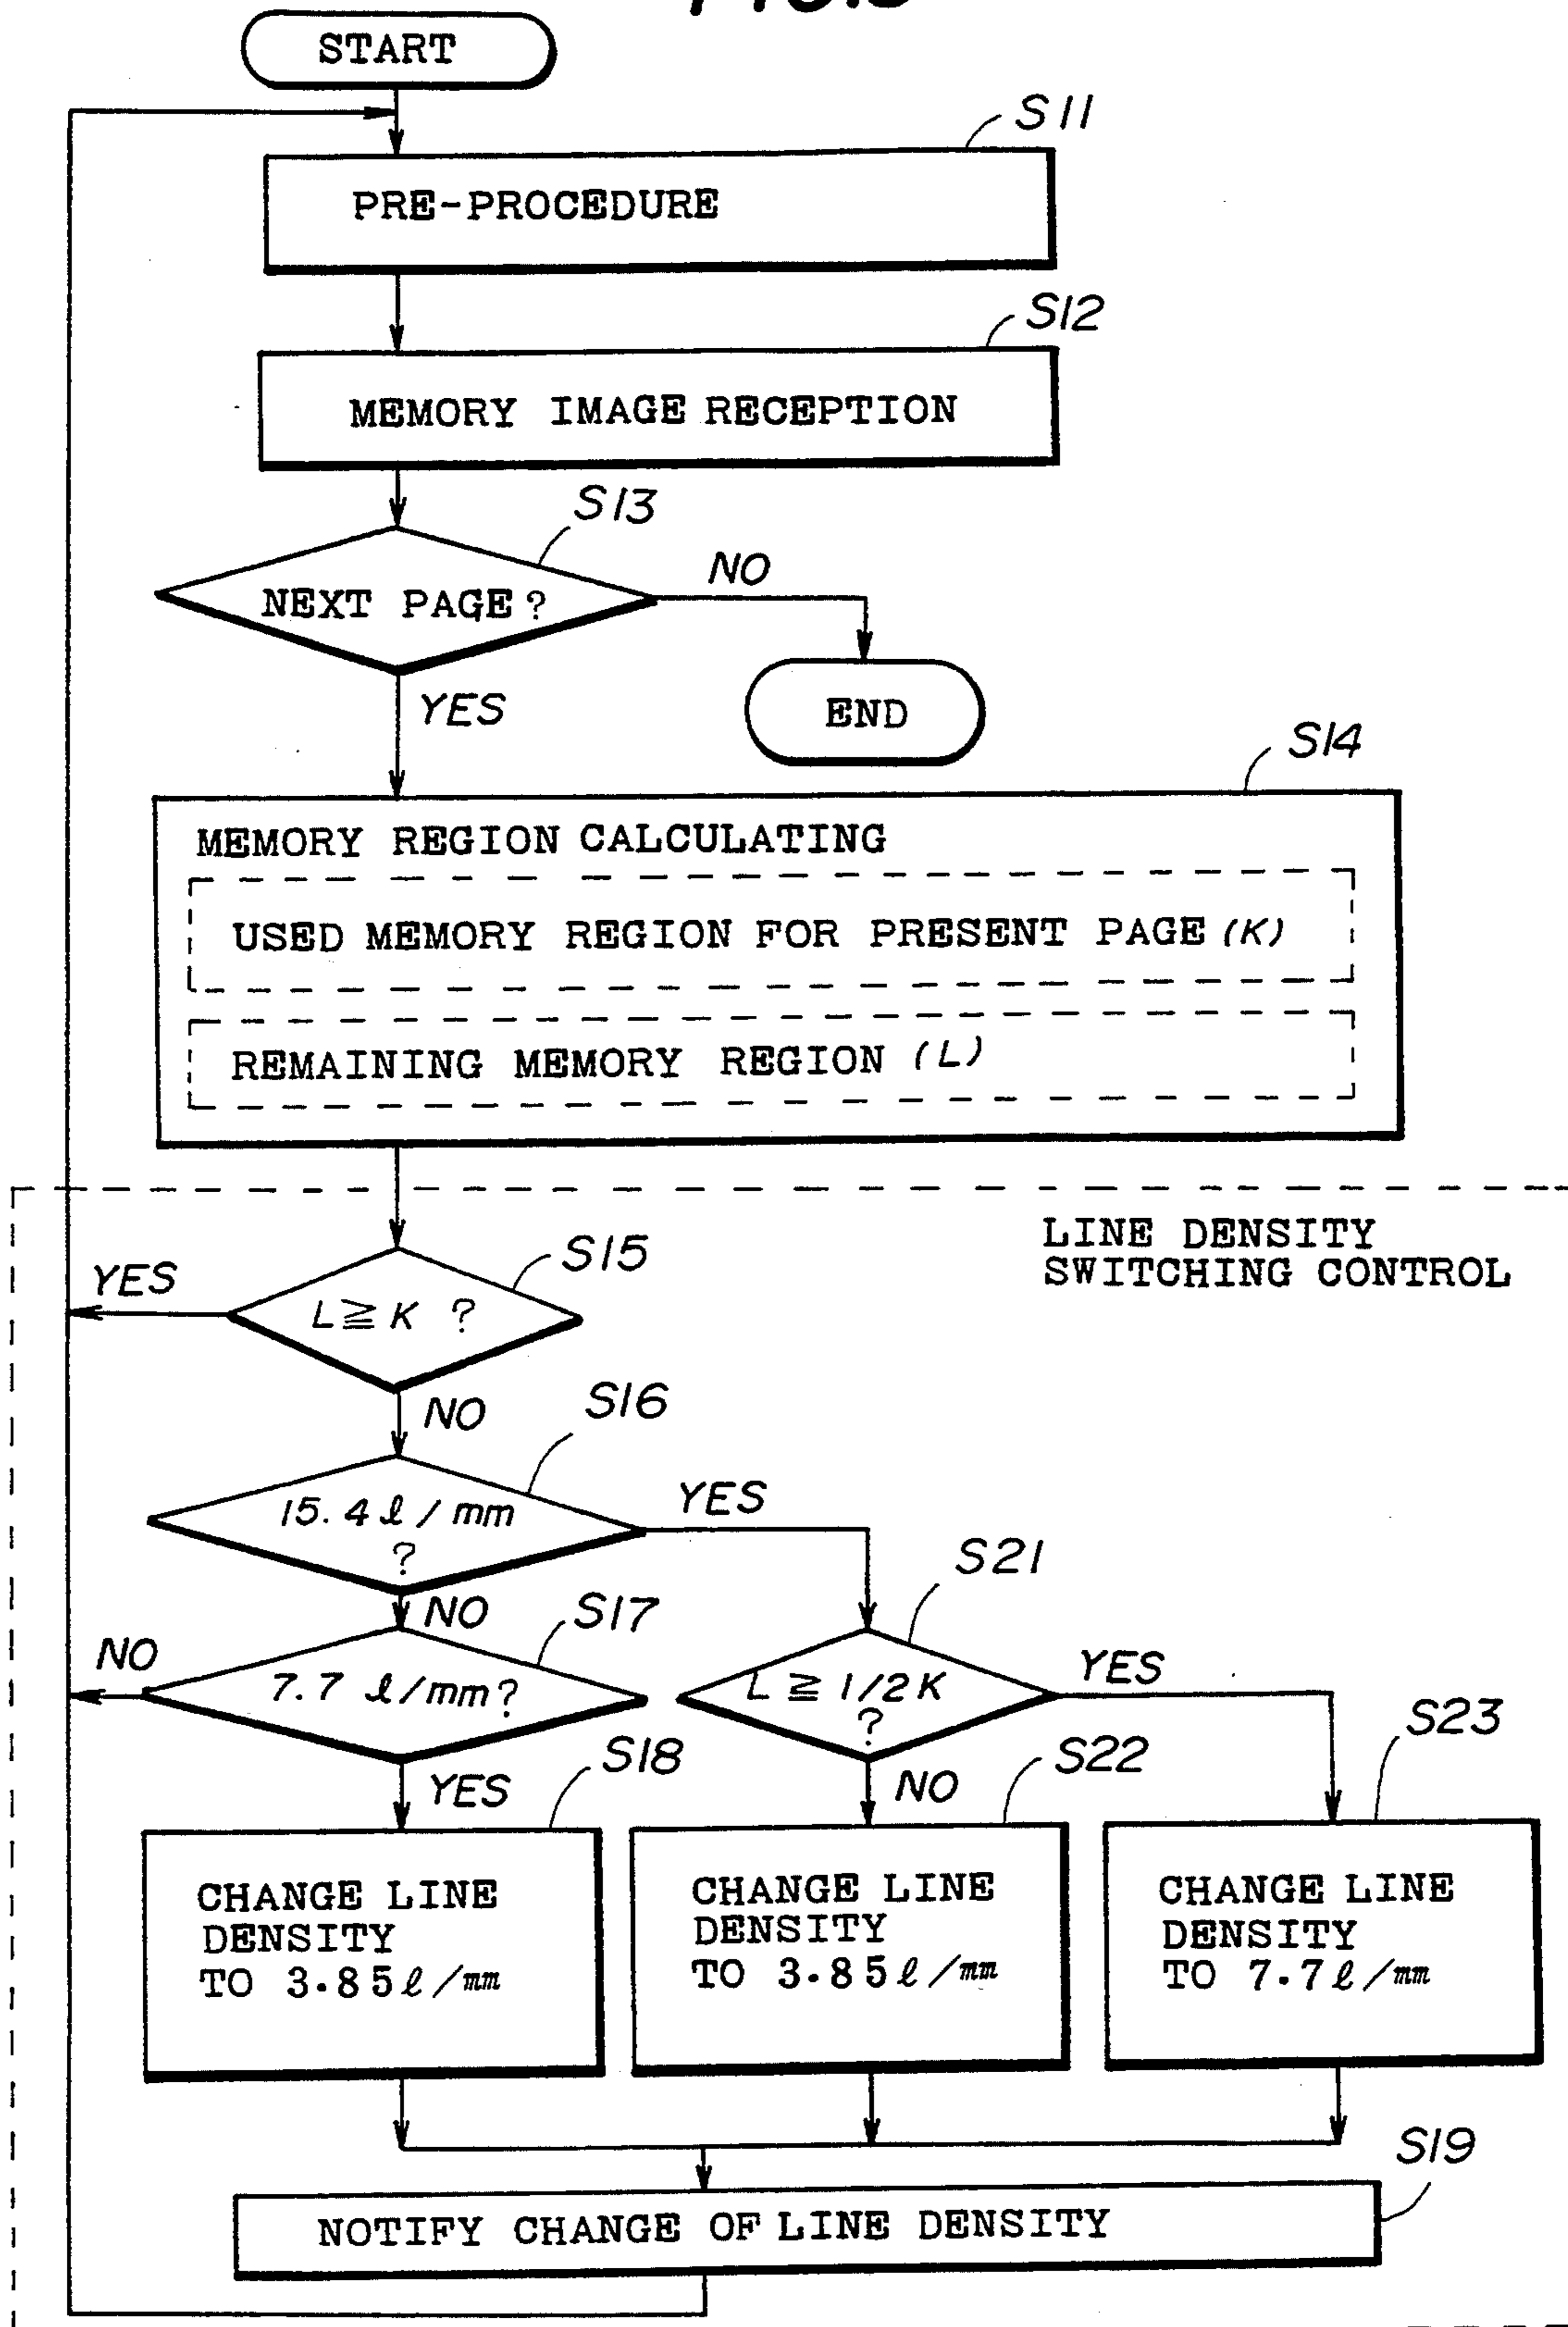 START
S11
PRE-PROCEDURE
S12
MEMORY IMAGE RECEPTION
S13
NEXT PAGE?
NO
YES
END
S14
MEMORY REGION CALCULATING
USED MEMORY REGION FOR PRESENT PAGE (K)
REMAINING MEMORY REGION (L)
LINE DENSITY
SWITCHING CONTROL
S15
YES
L≧K ?
NO
S16
15.4 ℓ/mm
?
YES
NO
S17
NO
7.7 ℓ/mm?
S21
L ≧ 1/2K
?
YES
S18
YES
S22
NO
S23
CHANGE LINE
DENSITY
TO 3.85ℓ/mm
CHANGE LINE
DENSITY
TO 3.85ℓ/mm
CHANGE LINE
DENSITY
TO 7.7ℓ/mm
S19
NOTIFY CHANGE OF LINE DENSITY